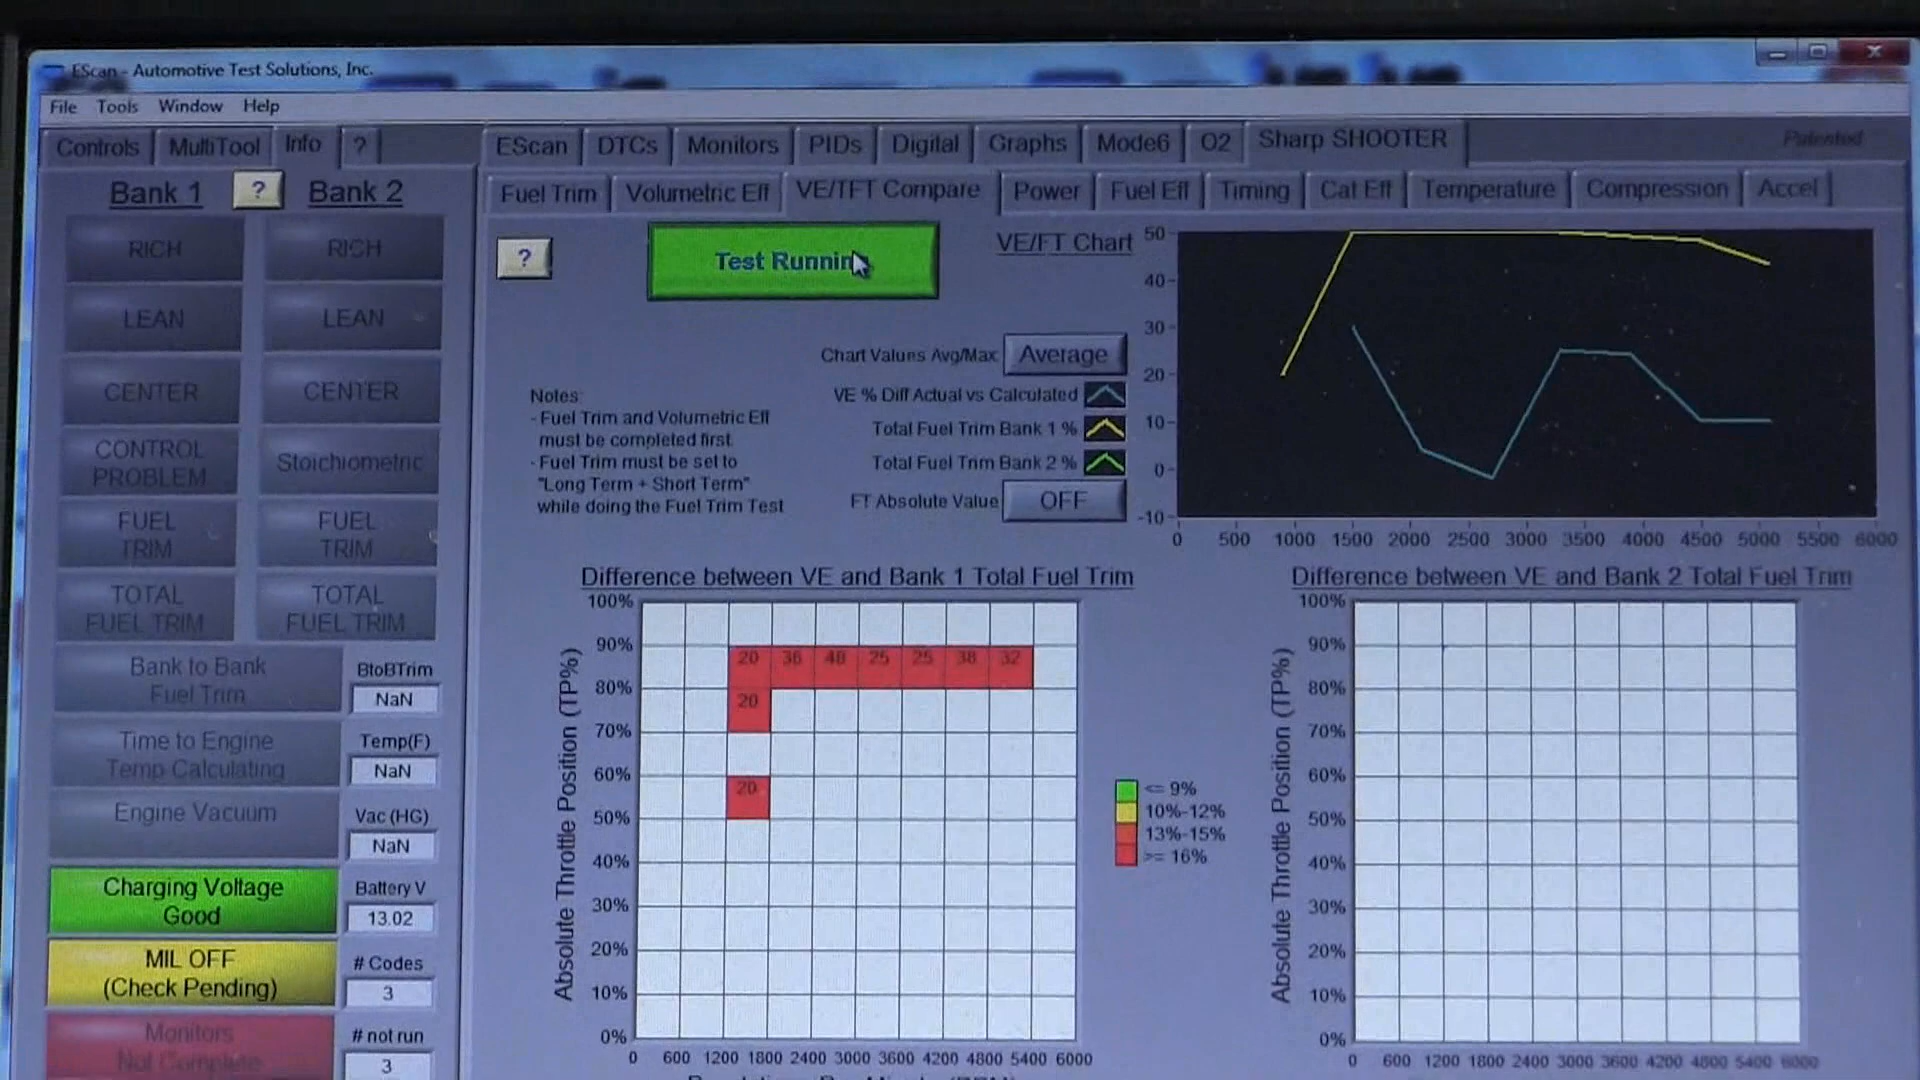 EScan - Automotive Test Solutions, Inc.
File Tools Window Help
Controls MultiTool Info ?
EScan DTCs Monitors PIDs Digital Graphs Mode6 O2 Sharp SHOOTER
Patented
Fuel Trim Volumetric Eff VE/TFT Compare Power Fuel Eff Timing Cat Eff Temperature Compression Accel
Bank 1 ? Bank 2
RICH RICH
LEAN LEAN
CENTER CENTER
CONTROL
PROBLEM
Stoichiometric
FUEL
TRIM
FUEL
TRIM
TOTAL
FUEL TRIM
TOTAL
FUEL TRIM
Bank to Bank
Fuel Trim
BtoBTrim
NaN
Time to Engine
Temp Calculating
Temp(F)
NaN
Engine Vacuum
Vac (HG)
NaN
Charging Voltage
Good
Battery V
13.02
MIL OFF
(Check Pending)
# Codes
3
Monitors
Not Complete
# not run
3
?
Test Running
Notes:
- Fuel Trim and Volumetric Eff
must be completed first.
- Fuel Trim must be set to
"Long Term + Short Term"
while doing the Fuel Trim Test
VE/FT Chart
Chart Values Avg/Max Average
VE % Diff Actual vs Calculated
Total Fuel Trim Bank 1 %
Total Fuel Trim Bank 2 %
FT Absolute Value OFF
50
40
30
20
10
0
-10
0 500 1000 1500 2000 2500 3000 3500 4000 4500 5000 5500 6000
Difference between VE and Bank 1 Total Fuel Trim
Absolute Throttle Position (TP%)
100%
90%
80%
70%
60%
50%
40%
30%
20%
10%
0%
20 36 48 25 25 38 32
20
20
0 600 1200 1800 2400 3000 3600 4200 4800 5400 6000
<= 9%
10%-12%
13%-15%
>= 16%
Difference between VE and Bank 2 Total Fuel Trim
Absolute Throttle Position (TP%)
100%
90%
80%
70%
60%
50%
40%
30%
20%
10%
0%
0 600 1200 1800 2400 3000 3600 4200 4800 5400 6000